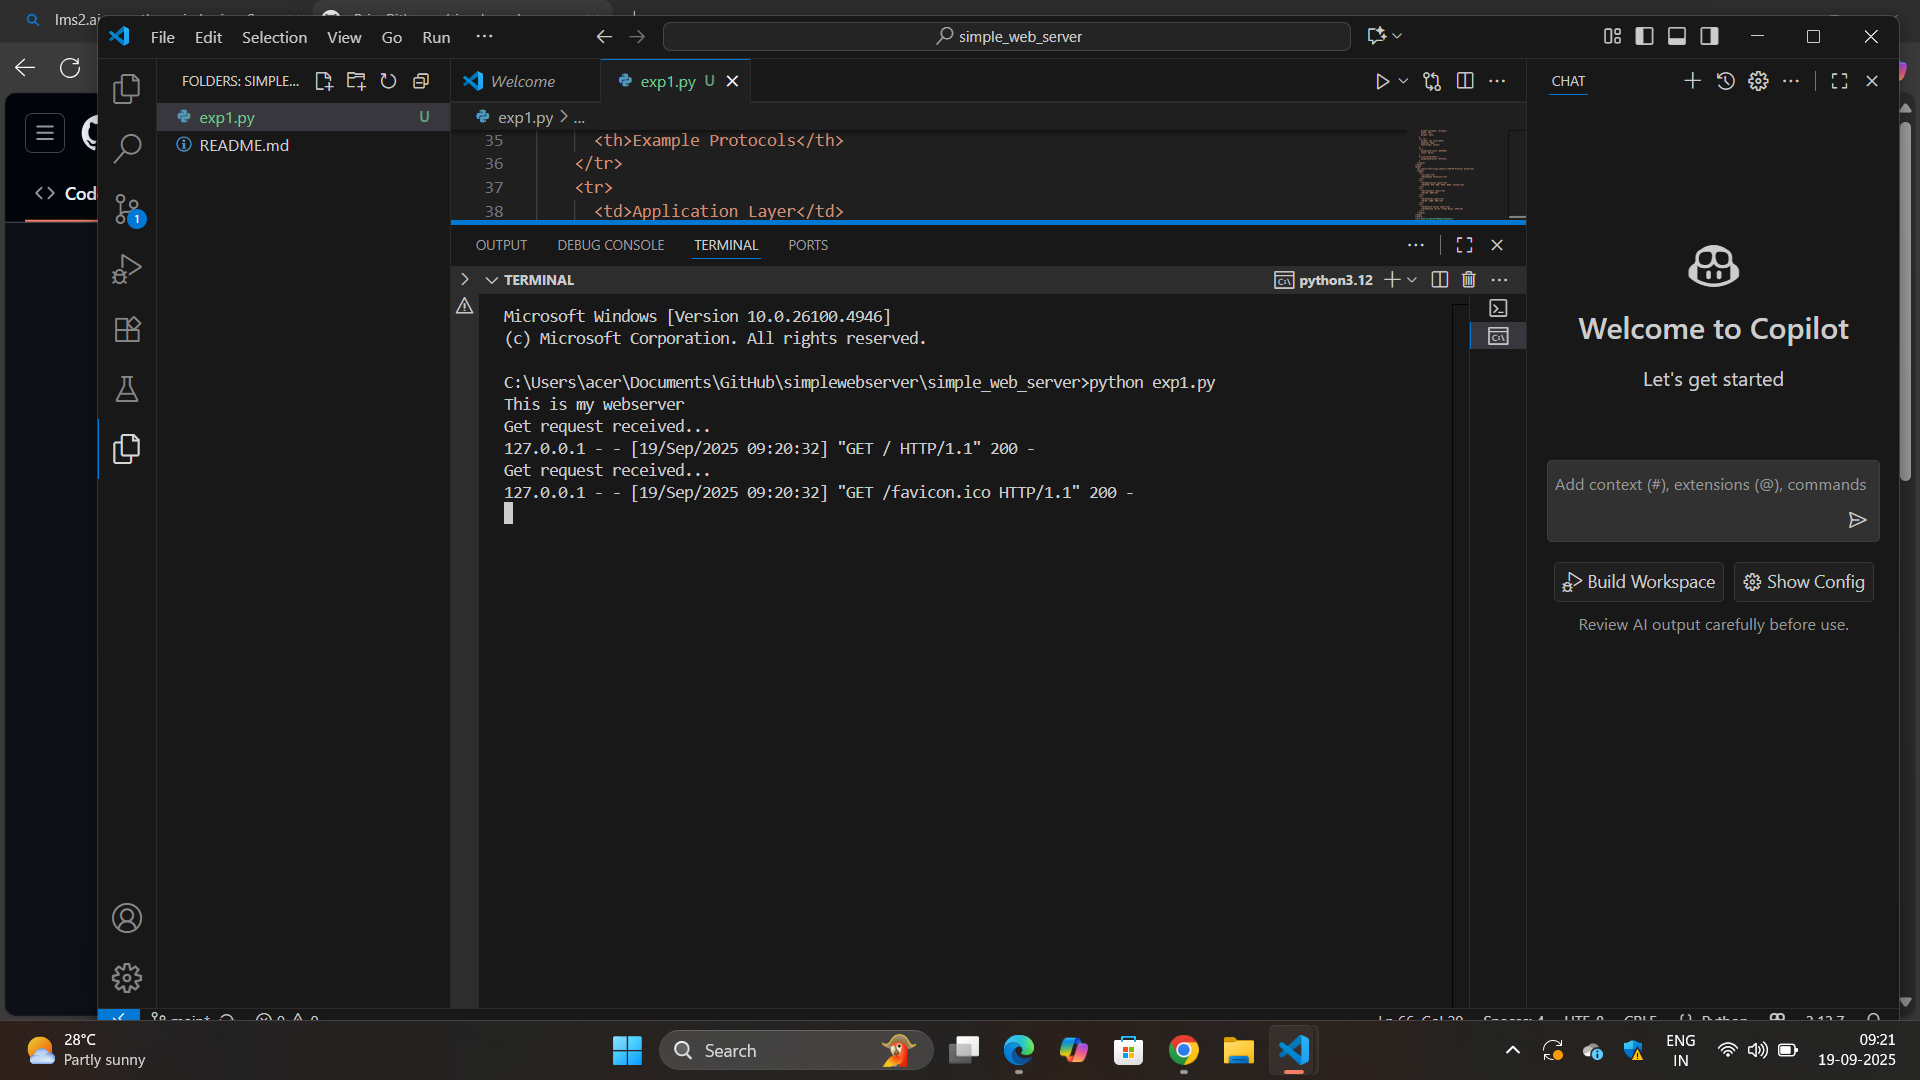 File Edit Selection View Go Run ...
simple_web_server
FOLDERS: SIMPLE...
Welcome
exp1.py U
CHAT
exp1.py U
README.md
exp1.py > ...
35 <th>Example Protocols</th>
36 </tr>
37 <tr>
38 <td>Application Layer</td>
1
OUTPUT DEBUG CONSOLE TERMINAL PORTS
TERMINAL
python3.12
Microsoft Windows [Version 10.0.26100.4946]
(c) Microsoft Corporation. All rights reserved.
C:\Users\acer\Documents\GitHub\simplewebserver\simple_web_server>python exp1.py
This is my webserver
Get request received...
127.0.0.1 - - [19/Sep/2025 09:20:32] "GET / HTTP/1.1" 200 -
Get request received...
127.0.0.1 - - [19/Sep/2025 09:20:32] "GET /favicon.ico HTTP/1.1" 200 -
Welcome to Copilot
Let's get started
Add context (#), extensions (@), commands
Build Workspace
Show Config
Review AI output carefully before use.
28°C
Partly sunny
Search
ENG
IN
09:21
19-09-2025